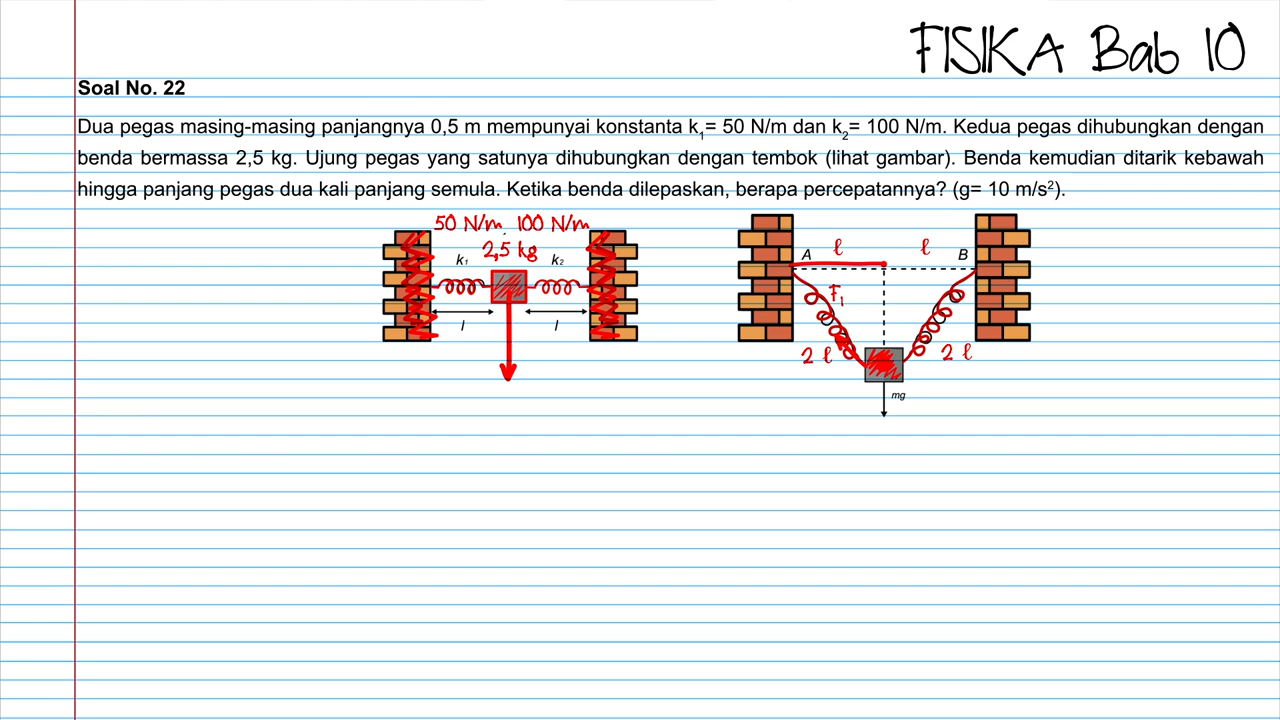 FISIKA Bab 10
Soal No. 22
Dua pegas masing-masing panjangnya 0,5 m mempunyai konstanta k₁= 50 N/m dan k₂= 100 N/m. Kedua pegas dihubungkan dengan
benda bermassa 2,5 kg. Ujung pegas yang satunya dihubungkan dengan tembok (lihat gambar). Benda kemudian ditarik kebawah
hingga panjang pegas dua kali panjang semula. Ketika benda dilepaskan, berapa percepatannya? (g= 10 m/s²).
50 N/m. 100 N/m
2,5 kg
k₁ k₂
l l
l l
A B
F₁
2 l 2 l
mg